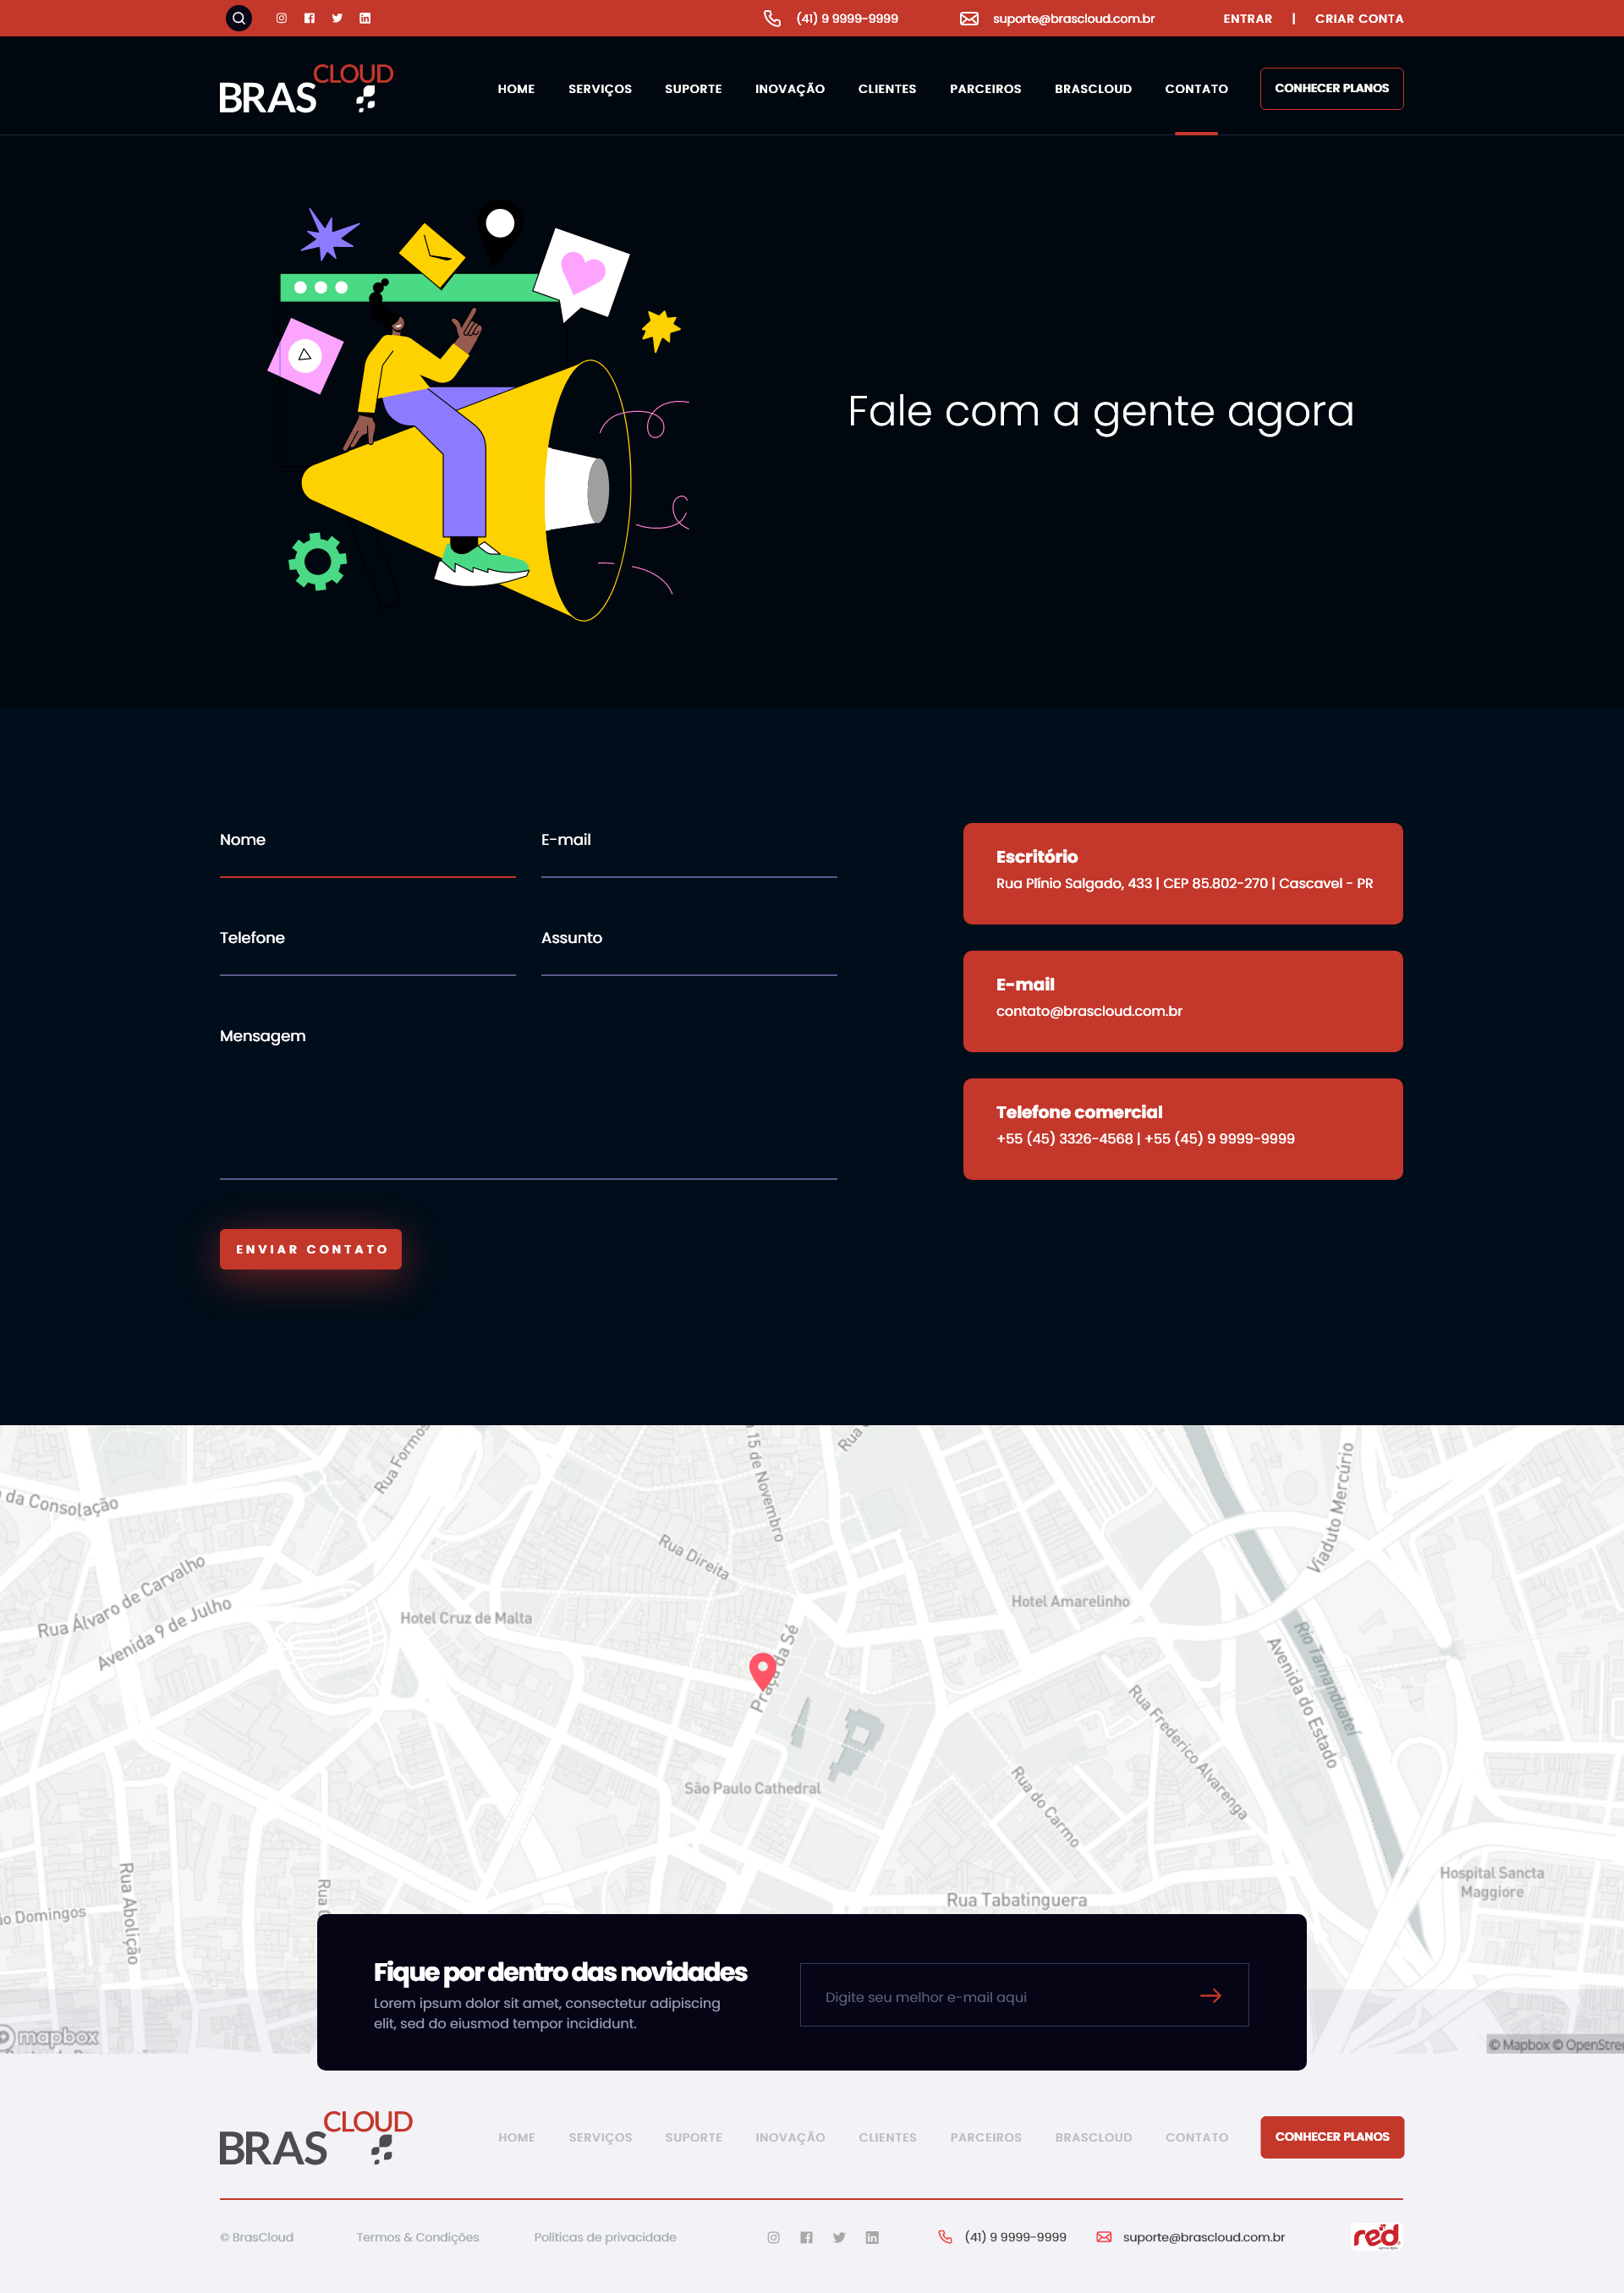 (41) 9 9999-9999
suporte@brascloud.com.br
ENTRAR | CRIAR CONTA
BRASCLOUD
HOME SERVIÇOS SUPORTE INOVAÇÃO CLIENTES PARCEIROS BRASCLOUD CONTATO CONHECER PLANOS
Fale com a gente agora
Nome
E-mail
Telefone
Assunto
Mensagem
ENVIAR CONTATO
Escritório
Rua Plínio Salgado, 433 | CEP 85.802-270 | Cascavel - PR
E-mail
contato@brascloud.com.br
Telefone comercial
+55 (45) 3326-4568 | +55 (45) 9 9999-9999
Rua Formos
15 de Novembro
Rua
Viaduto Mercúrio
da Consolação
Rua Direita
Rua Álvaro de Carvalho
Avenida 9 de Julho
Hotel Cruz de Malta
Hotel Amarelinho
Praça da Sé
Rio Tamanduateí
Avenida do Estado
Rua Frederico Alvarenga
São Paulo Cathedral
Rua do Carmo
Rua Abolição
Rua
Rua Tabatinguera
Hospital Sancta
Maggiore
ão Domingos
mapbox
© Mapbox © OpenStre
Fique por dentro das novidades
Lorem ipsum dolor sit amet, consectetur adipiscing
elit, sed do eiusmod tempor incididunt.
Digite seu melhor e-mail aqui
BRASCLOUD
HOME SERVIÇOS SUPORTE INOVAÇÃO CLIENTES PARCEIROS BRASCLOUD CONTATO CONHECER PLANOS
© BrasCloud
Termos & Condições
Políticas de privacidade
(41) 9 9999-9999
suporte@brascloud.com.br
red